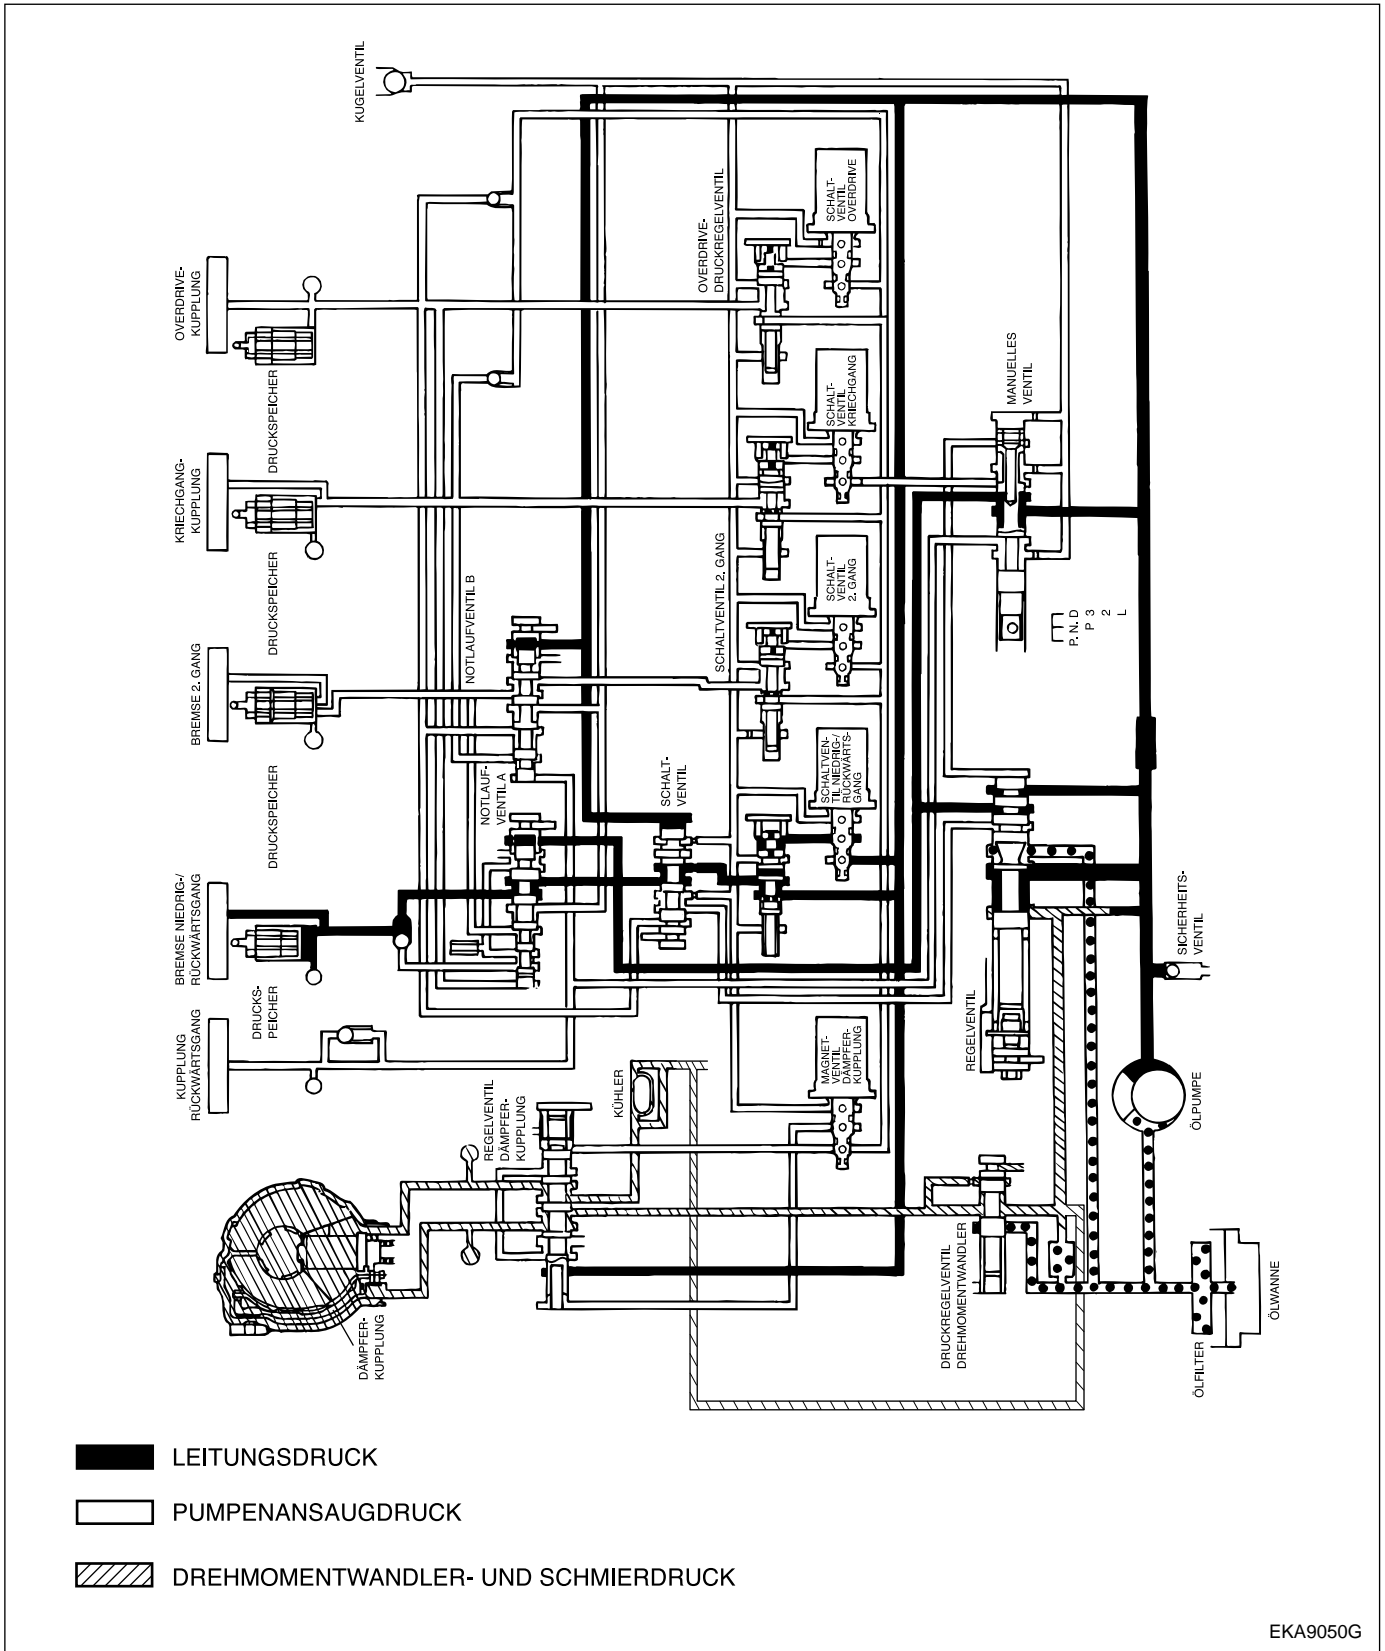 KUGELVENTIL
OVERDRIVE-
KUPPLUNG
DRUCKSPEICHER
OVERDRIVE-
DRUCKREGELVENTIL
SCHALT-
VENTIL
OVERDRIVE
KRIECHGANG-
KUPPLUNG
DRUCKSPEICHER
SCHALT-
VENTIL
KRIECHGANG
MANUELLES
VENTIL
BREMSE 2. GANG
DRUCKSPEICHER
NOTLAUFVENTIL B
SCHALTVENTIL 2. GANG
SCHALT-
VENTIL
2. GANG
P. N. D
P 3
2
L
BREMSE NIEDRIG-/
RÜCKWÄRTSGANG
DRUCKS-
PEICHER
NOTLAUF-
VENTIL A
SCHALT-
VENTIL
SCHALTVEN-
TIL NIEDRIG-/
RÜCKWÄRTS-
GANG
SICHERHEITS-
VENTIL
REGELVENTIL
KUPPLUNG
RÜCKWÄRTSGANG
REGELVENTIL
DÄMPFER-
KUPPLUNG
KÜHLER
MAGNET-
VENTIL
DÄMPFER-
KUPPLUNG
ÖLPUMPE
DÄMPFER-
KUPPLUNG
DRUCKREGELVENTIL
DREHMOMENTWANDLER
ÖLFILTER
ÖLWANNE
DRUCKSPEICHER
LEITUNGSDRUCK
PUMPENANSAUGDRUCK
DREHMOMENTWANDLER- UND SCHMIERDRUCK
EKA9050G